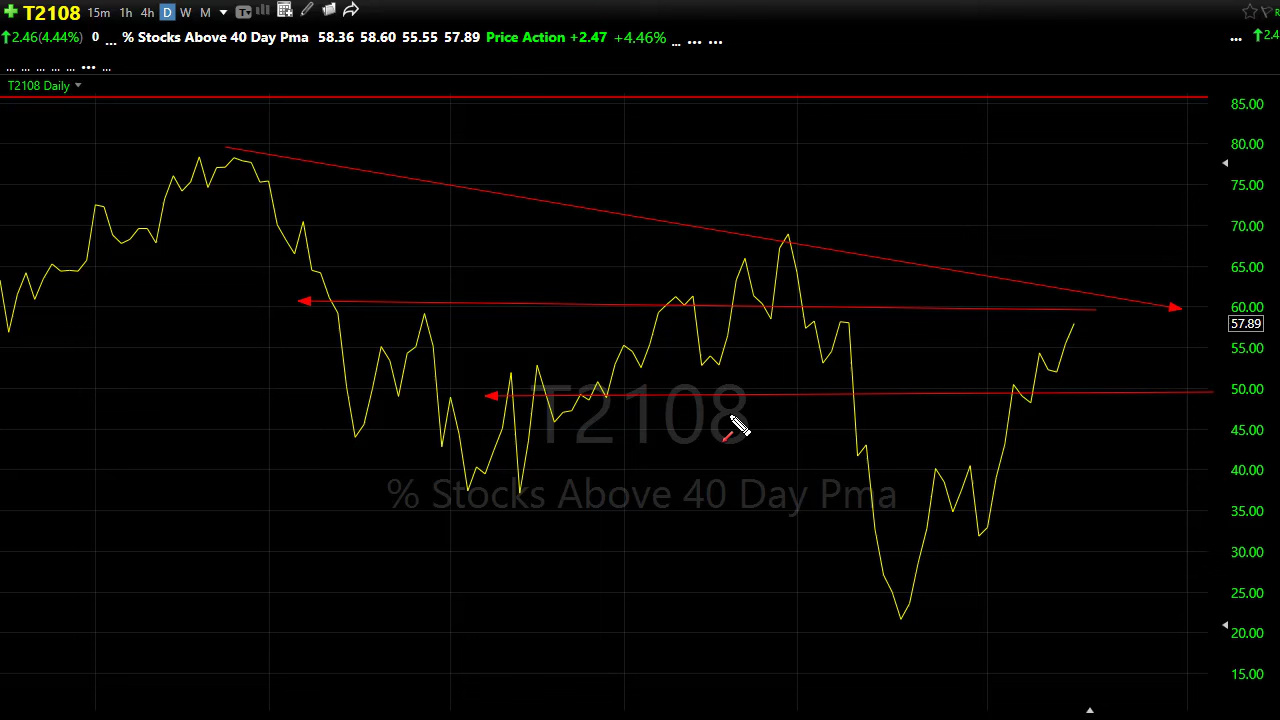 T2108 15m 1h 4h D W M T
2.46(4.44%) 0 ... % Stocks Above 40 Day Pma 58.36 58.60 55.55 57.89 Price Action +2.47 +4.46% ... ... ... ... 2.4
... ... ... ... ... ... ...
T2108 Daily
85.00
80.00
75.00
70.00
65.00
60.00
57.89
55.00
50.00
45.00
40.00
35.00
30.00
25.00
20.00
15.00
T2108
% Stocks Above 40 Day Pma